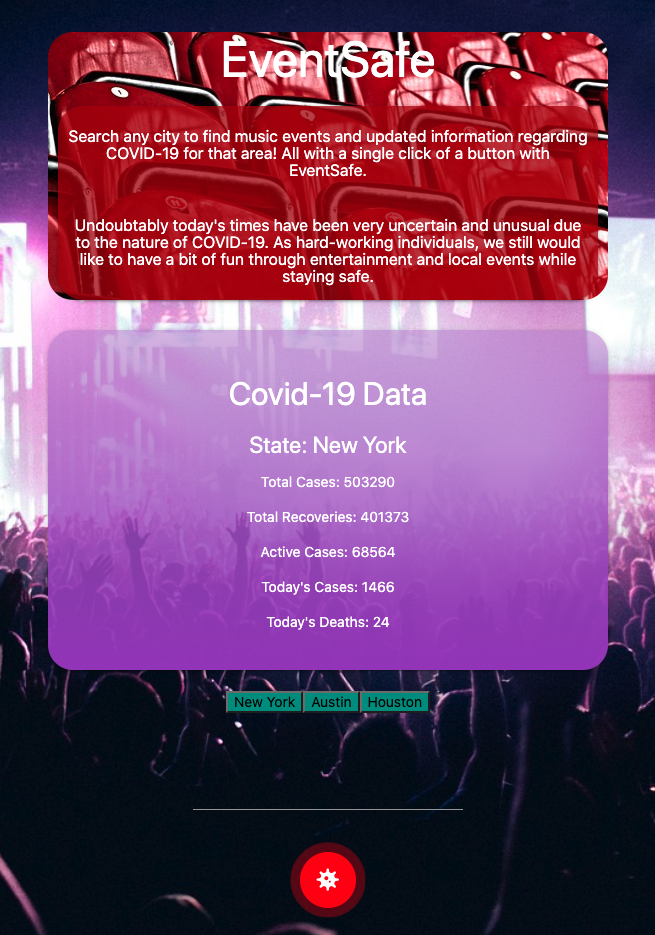 EventSafe
Search any city to find music events and updated information regarding
COVID-19 for that area! All with a single click of a button with
EventSafe.
Undoubtably today's times have been very uncertain and unusual due
to the nature of COVID-19. As hard-working individuals, we still would
like to have a bit of fun through entertainment and local events while
staying safe.
Covid-19 Data
State: New York
Total Cases: 503290
Total Recoveries: 401373
Active Cases: 68564
Today's Cases: 1466
Today's Deaths: 24
New York Austin Houston